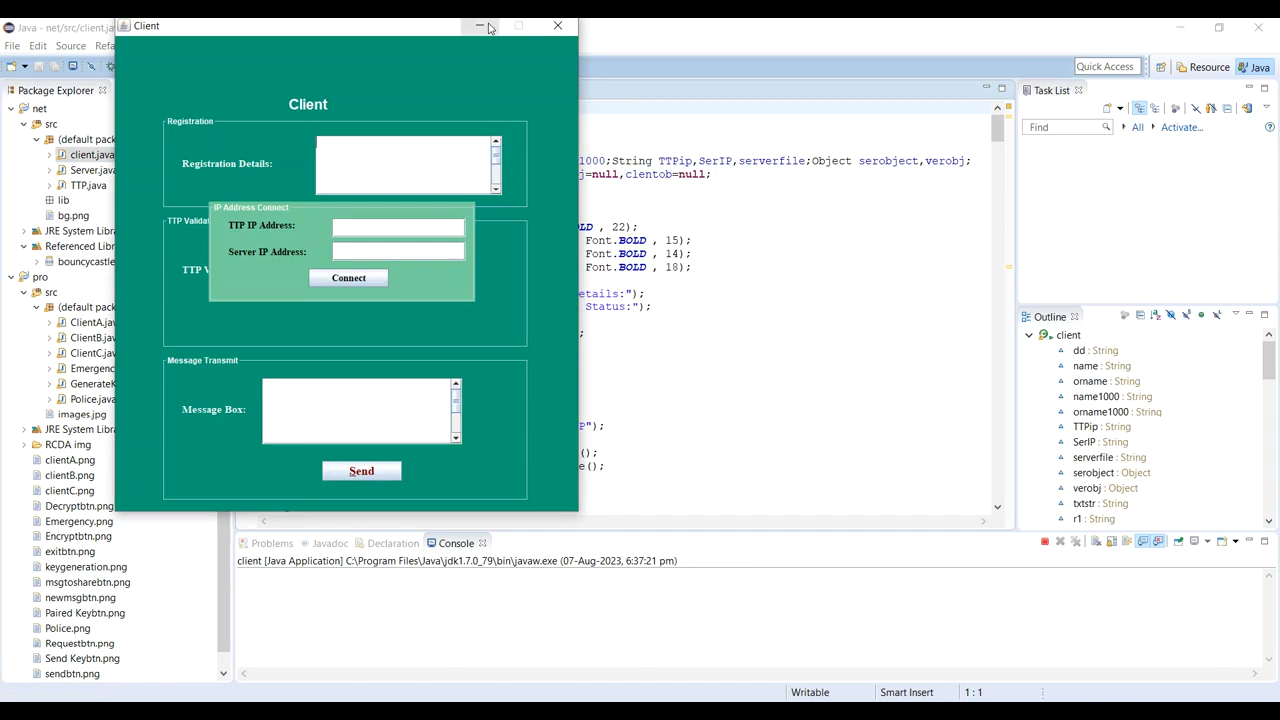 Java - net/src/client.ja
Client
File Edit Source Refa
Quick Access
Resource
Java
Package Explorer
net
src
(default pack
client.java
Server.java
TTP.java
lib
bg.png
JRE System Libra
Referenced Libr
bouncycastle
pro
src
(default pack
ClientA.java
ClientB.java
ClientC.java
Emergenc
GenerateK
Police.java
images.jpg
JRE System Libra
RCDA img
clientA.png
clientB.png
clientC.png
Decryptbtn.png
Emergency.png
Encryptbtn.png
exitbtn.png
keygeneration.png
msgtosharebtn.png
newmsgbtn.png
Paired Keybtn.png
Police.png
Requestbtn.png
Send Keybtn.png
sendbtn.png
Client
Registration
Registration Details:
TTP Validat
TTP V
IP Address Connect
TTP IP Address:
Server IP Address:
Connect
Message Transmit
Message Box:
Send
1000;String TTPip,SerIP,serverfile;Object serobject,verobj;
j=null,clentob=null;
LD , 22);
Font.BOLD , 15);
Font.BOLD , 14);
Font.BOLD , 18);
etails:");
Status:");
;
P");
();
e();
Task List
Find
All
Activate...
Outline
client
dd : String
name : String
orname : String
name1000 : String
orname1000 : String
TTPip : String
SerIP : String
serverfile : String
serobject : Object
verobj : Object
txtstr : String
r1 : String
Problems Javadoc Declaration Console
client [Java Application] C:\Program Files\Java\jdk1.7.0_79\bin\javaw.exe (07-Aug-2023, 6:37:21 pm)
Writable
Smart Insert
1 : 1